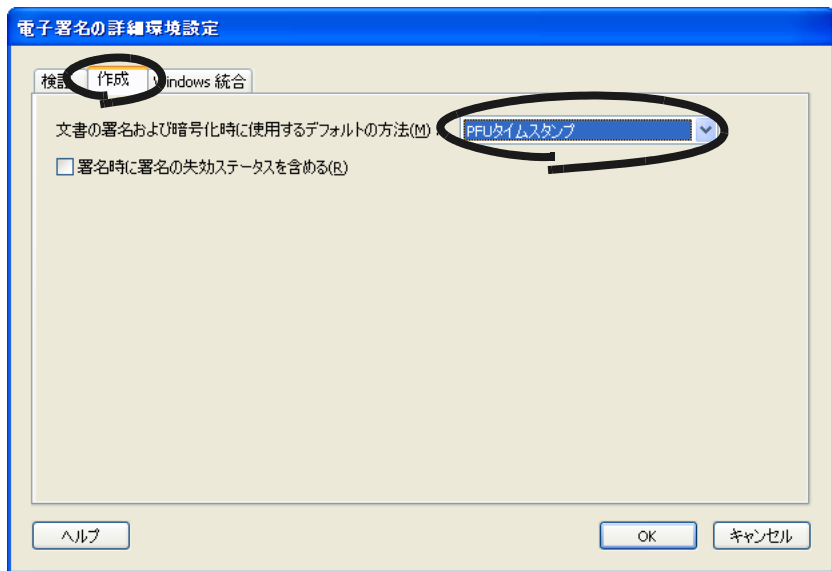 電子署名の詳細環境設定
作成 Windows 統合
文書の署名および暗号化時に使用するデフォルトの方法(M) : PFUタイムスタンプ
署名時に署名の失効ステータスを含める(R)
ヘルプ OK キャンセル